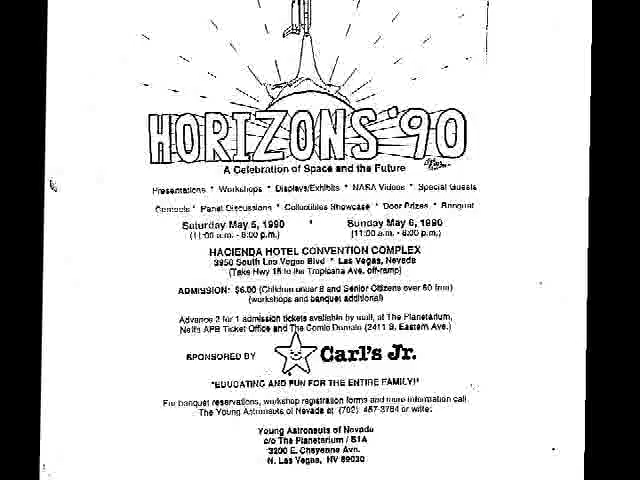 HORIZONS '90
A Celebration of Space and the Future
Presentations * Workshops * Displays/Exhibits * NASA Videos * Special Guests
Contests * Panel Discussions * Collectibles Showcase * Door Prizes * Banquet
Saturday May 5, 1990 * Sunday May 6, 1990
(11:00 a.m. - 8:00 p.m.) (11:00 a.m. - 6:00 p.m.)
HACIENDA HOTEL CONVENTION COMPLEX
3950 South Las Vegas Blvd * Las Vegas, Nevada
(Take Hwy 15 to the Tropicana Ave. off-ramp)
ADMISSION: $6.00 (Children under 8 and Senior Citizens over 60 free)
(workshops and banquet additional)
Advance 2 for 1 admission tickets available by mail, at The Planetarium,
APB Ticket Office and The Comic Domain (2411 S. Eastern Ave.)
SPONSORED BY Carl's Jr.
"EDUCATING AND FUN FOR THE ENTIRE FAMILY!"
For banquet reservations, workshop registration forms and more information call
The Young Astronauts of Nevada at (702) 457-3784 or write:
Young Astronauts of Nevada
c/o The Planetarium / S1A
3200 E. Cheyenne Ave.
N. Las Vegas, NV 89030